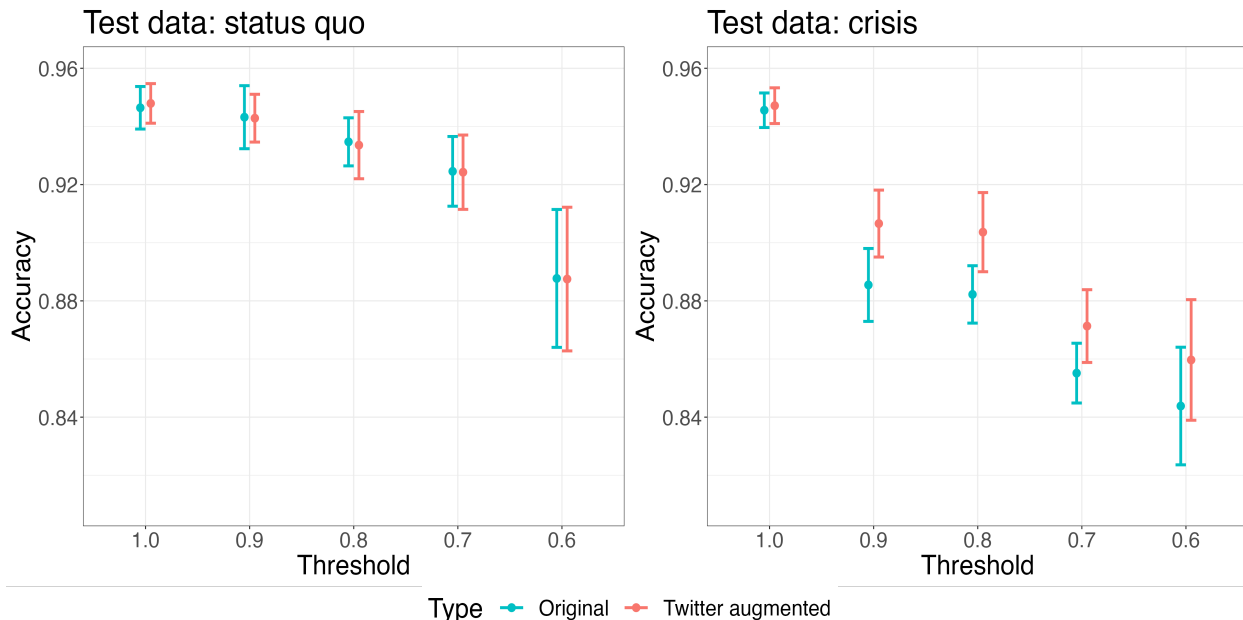 Test data: status quo
Test data: crisis
Accuracy
0.96
0.92
0.88
0.84
1.0 0.9 0.8 0.7 0.6
Threshold
Accuracy
0.96
0.92
0.88
0.84
1.0 0.9 0.8 0.7 0.6
Threshold
Type Original Twitter augmented